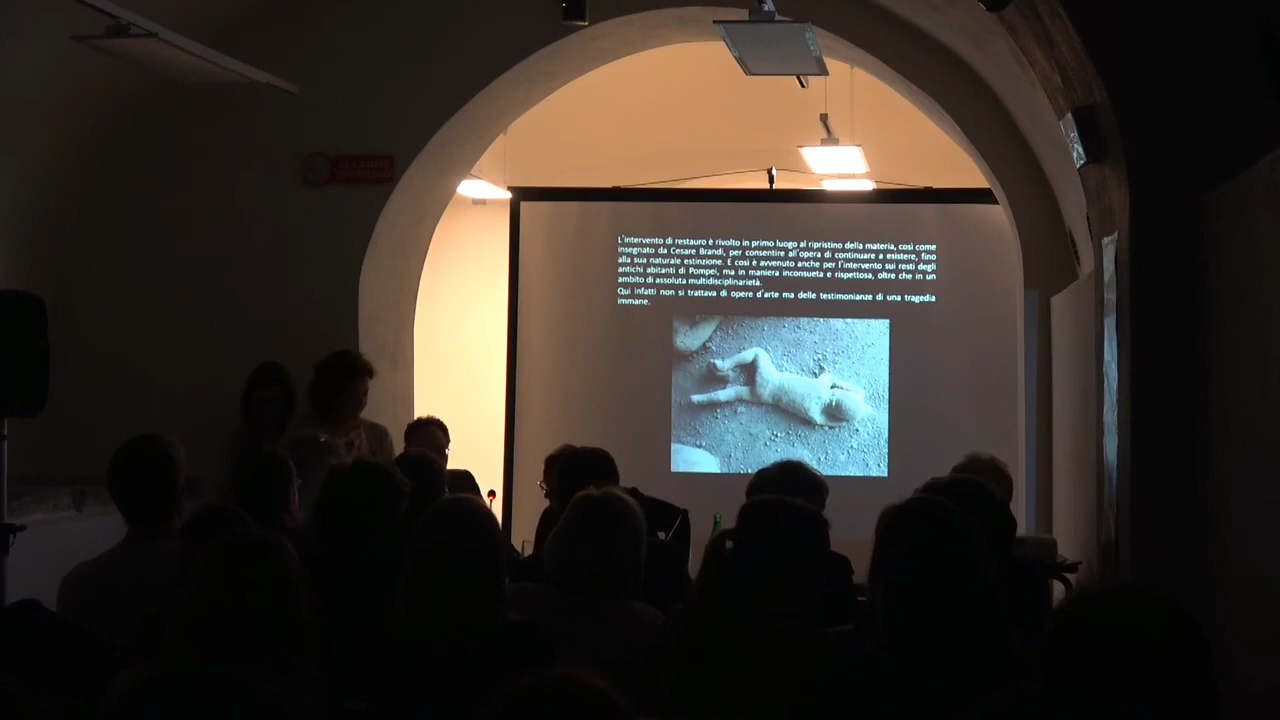 ALLARME
INCENDIO
L'intervento di restauro è rivolto in primo luogo al ripristino della materia, così come
insegnato da Cesare Brandi, per consentire all'opera di continuare a esistere, fino
alla sua naturale estinzione. E così è avvenuto anche per l'intervento sui resti degli
antichi abitanti di Pompei, ma in maniera inconsueta e rispettosa, oltre che in un
ambito di assoluta multidisciplinarietà.
Qui infatti non si trattava di opere d'arte ma delle testimonianze di una tragedia
immane.